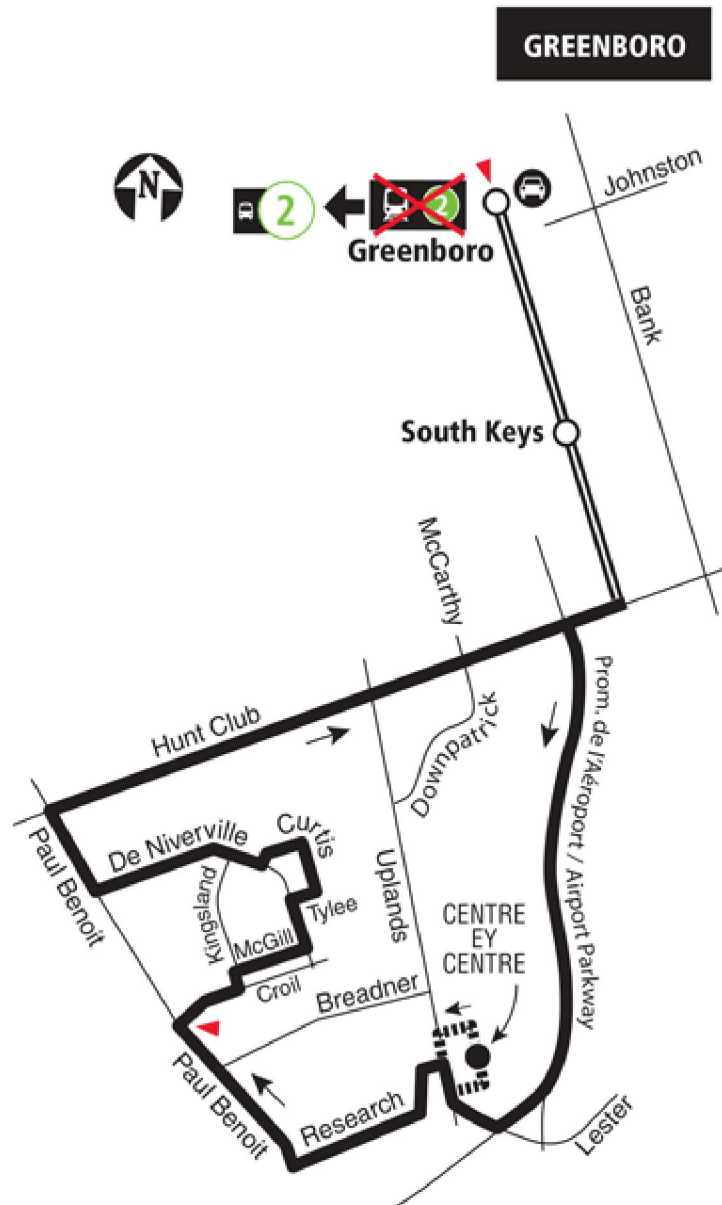 GREENBORO
N
2
2
Greenboro
Johnston
Bank
South Keys
McCarthy
Hunt Club
Downpatrick
Prom. de l'Aéroport / Airport Parkway
Paul Benoit
De Niverville
Curtis
Kingsland
Tylee
McGill
Croil
Uplands
CENTRE
EY
CENTRE
Breadner
Paul Benoit
Research
Lester